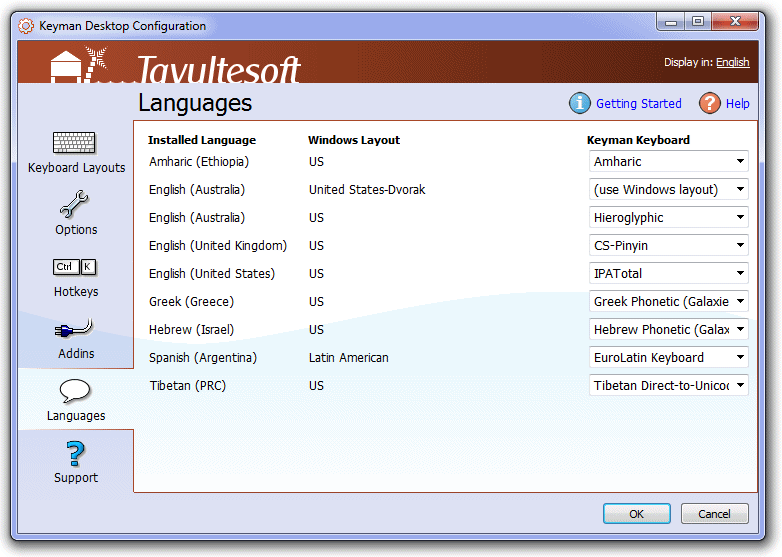 Keyman Desktop Configuration
Tavultesoft
Display in: English
Languages
Getting Started
Help
Keyboard Layouts
Options
Ctrl K
Hotkeys
Addins
Languages
Support
Installed Language Windows Layout Keyman Keyboard
Amharic (Ethiopia) US Amharic
English (Australia) United States-Dvorak (use Windows layout)
English (Australia) US Hieroglyphic
English (United Kingdom) US CS-Pinyin
English (United States) US IPATotal
Greek (Greece) US Greek Phonetic (Galaxie
Hebrew (Israel) US Hebrew Phonetic (Galax
Spanish (Argentina) Latin American EuroLatin Keyboard
Tibetan (PRC) US Tibetan Direct-to-Unicod
OK Cancel